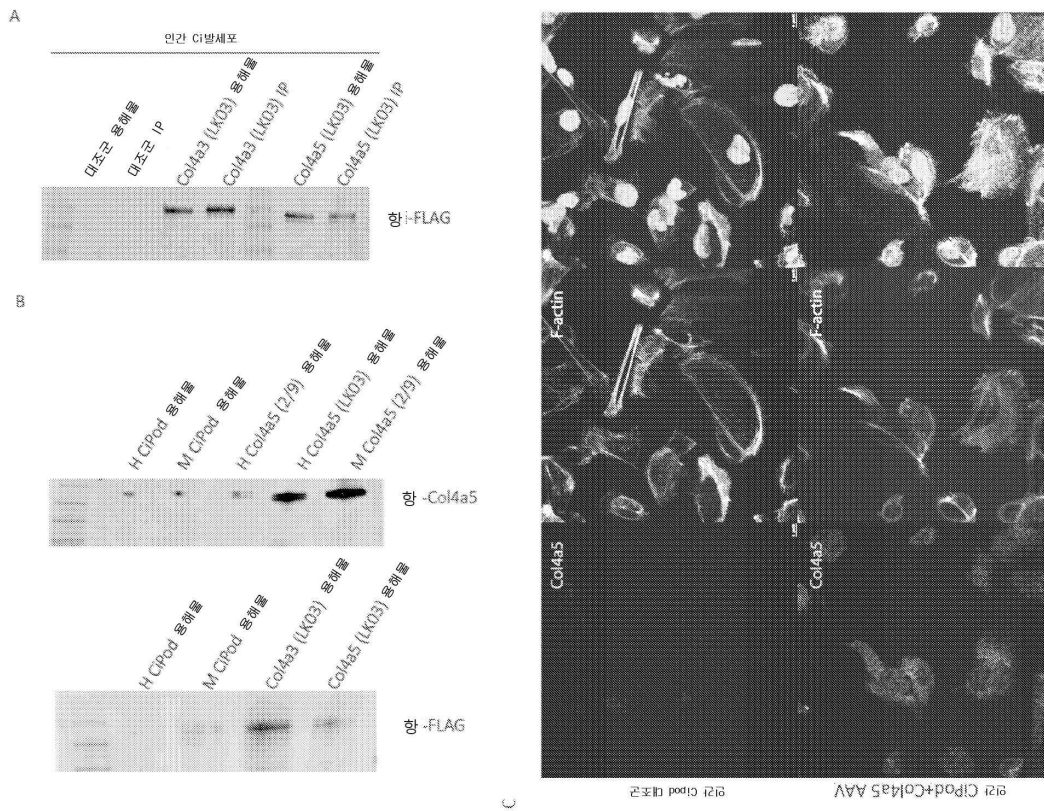 A
인간 Ci발세포
대조군 용해물
대조군 IP
Col4a3 (LK03) 용해물
Col4a3 (LK03) IP
Col4a5 (LK03) 용해물
Col4a5 (LK03) IP
항i-FLAG
B
H CiPod 용해물
M CiPod 용해물
H Col4a5 (2/9) 용해물
H Col4a5 (LK03) 용해물
M Col4a5 (2/9) 용해물
항-Col4a5
H CiPod 용해물
M CiPod 용해물
Col4a3 (LK03) 용해물
Col4a5 (LK03) 용해물
항-FLAG
C
F-actin
F-actin
Col4a5
Col4a5
인간 Cipod 대조군
인간 CiPod+Col4a5 AAV